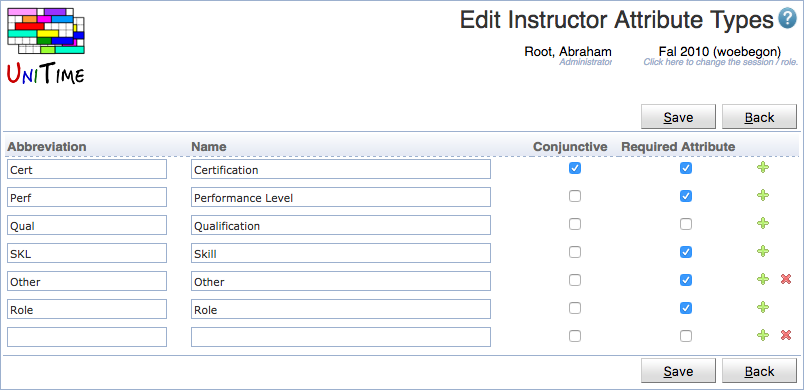 Edit Instructor Attribute Types ?
UNITIME
Root, Abraham Fall 2010 (woebegon)
Administrator Click here to change the session / role.
Save Back
Abbreviation Name Conjunctive Required Attribute
Cert Certification
Perf Performance Level
Qual Qualification
SKL Skill
Other Other
Role Role
Save Back